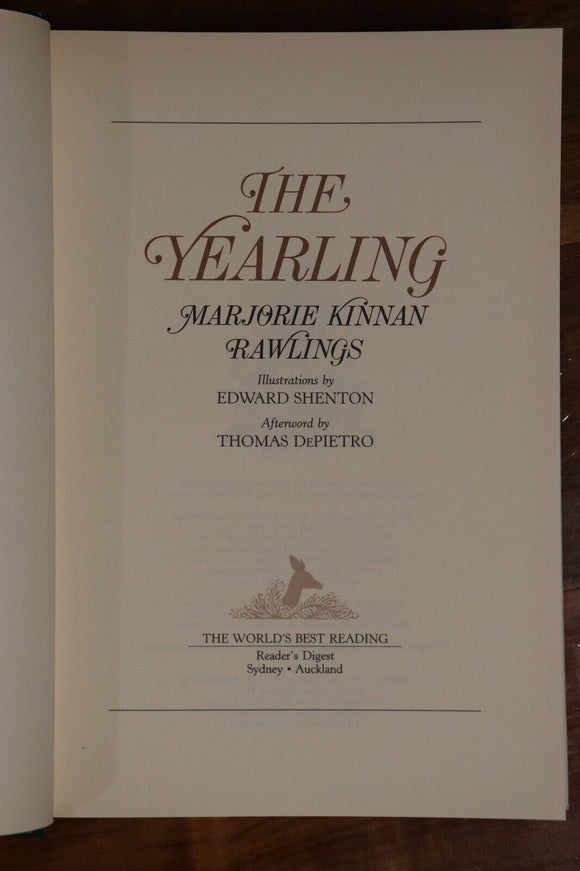 THE
YEARLING
MARJORIE KINNAN
RAWLINGS
Illustrations by
EDWARD SHENTON
Afterword by
THOMAS DEPIETRO
THE WORLD'S BEST READING
Reader's Digest
Sydney • Auckland